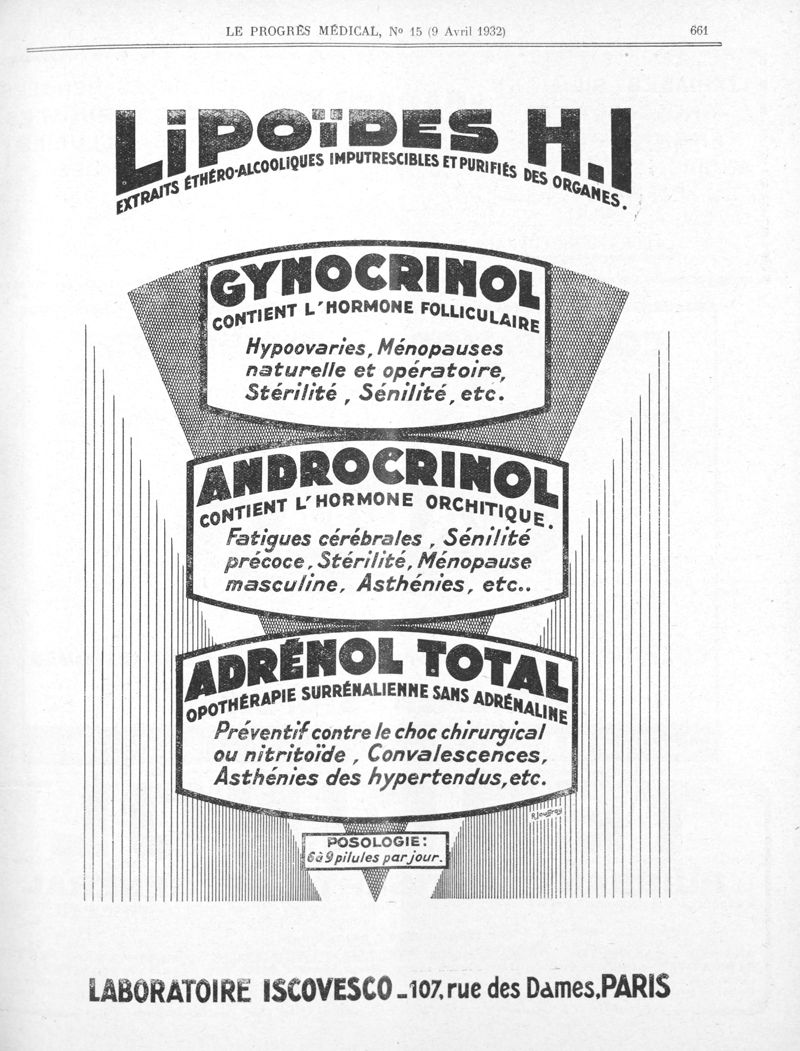 LE PROGRÈS MÉDICAL, Nº 15 (9 Avril 1932)
661
LiPOÏDES H.I
EXTRAITS ÉTHÉRO-ALCOOLIQUES IMPUTRESCIBLES ET PURIFIÉS DES ORGANES.
GYNOCRINOL
CONTIENT L'HORMONE FOLLICULAIRE
Hypoovaries, Ménopauses
naturelle et opératoire,
Stérilité, Sénilité, etc.
ANDROCRINOL
CONTIENT L'HORMONE ORCHITIQUE.
Fatigues cérébrales, Sénilité
précoce, Stérilité, Ménopause
masculine, Asthénies, etc..
ADRÉNOL TOTAL
OPOTHÉRAPIE SURRÉNALIENNE SANS ADRÉNALINE
Préventif contre le choc chirurgical
ou nitritoïde, Convalescences,
Asthénies des hypertendus, etc.
POSOLOGIE:
6 à 9 pilules par jour.
LABORATOIRE ISCOVESCO_107, rue des Dames, PARIS